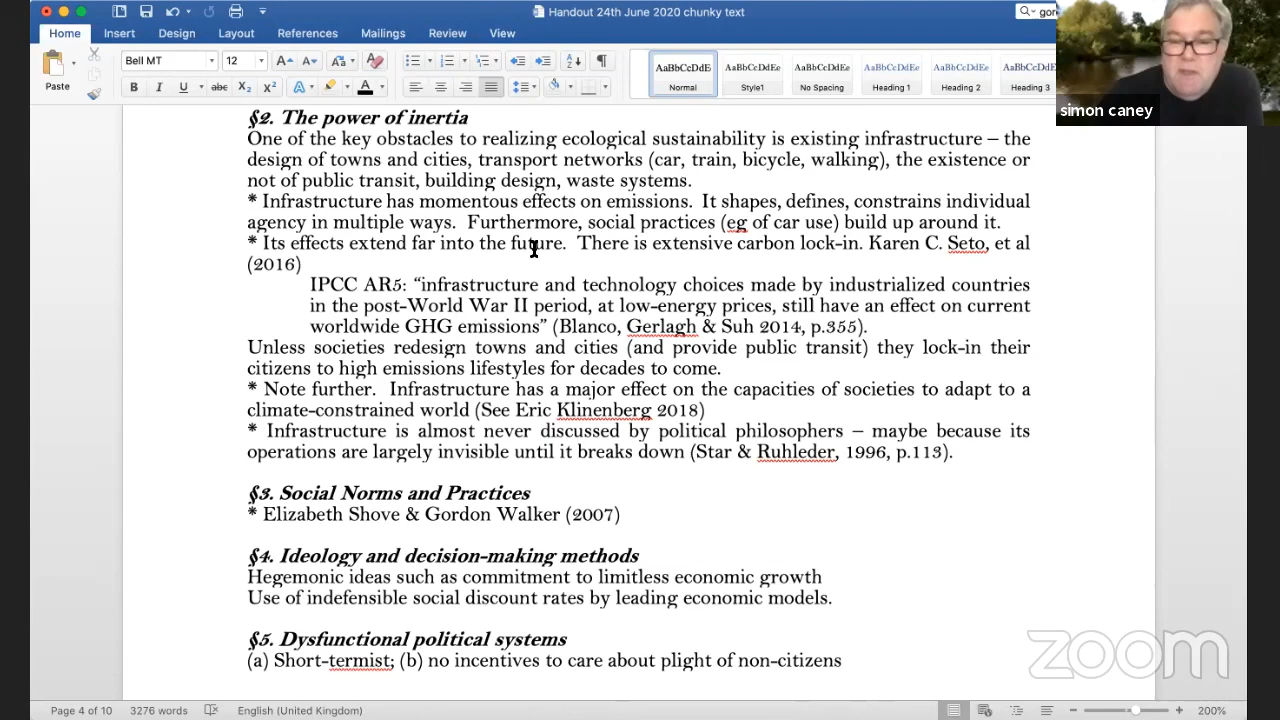 Handout 24th June 2020 chunky text
gor
Home Insert Design Layout References Mailings Review View
Paste
Bell MT 12
AaBbCcDdE AaBbCcDdEe AaBbCcDdEe AaBbCcDdEe AaBbCcDdEe AaBbCcDdEe
Normal Style1 No Spacing Heading 1 Heading 2 Heading 3
simon caney
§2. The power of inertia
One of the key obstacles to realizing ecological sustainability is existing infrastructure – the
design of towns and cities, transport networks (car, train, bicycle, walking), the existence or
not of public transit, building design, waste systems.
* Infrastructure has momentous effects on emissions. It shapes, defines, constrains individual
agency in multiple ways. Furthermore, social practices (eg of car use) build up around it.
* Its effects extend far into the future. There is extensive carbon lock-in. Karen C. Seto, et al
(2016)
IPCC AR5: “infrastructure and technology choices made by industrialized countries
in the post-World War II period, at low-energy prices, still have an effect on current
worldwide GHG emissions” (Blanco, Gerlagh & Suh 2014, p.355).
Unless societies redesign towns and cities (and provide public transit) they lock-in their
citizens to high emissions lifestyles for decades to come.
* Note further. Infrastructure has a major effect on the capacities of societies to adapt to a
climate-constrained world (See Eric Klinenberg 2018)
* Infrastructure is almost never discussed by political philosophers – maybe because its
operations are largely invisible until it breaks down (Star & Ruhleder, 1996, p.113).
§3. Social Norms and Practices
* Elizabeth Shove & Gordon Walker (2007)
§4. Ideology and decision-making methods
Hegemonic ideas such as commitment to limitless economic growth
Use of indefensible social discount rates by leading economic models.
§5. Dysfunctional political systems
(a) Short-termist; (b) no incentives to care about plight of non-citizens
zoom
Page 4 of 10 3276 words English (United Kingdom) 200%